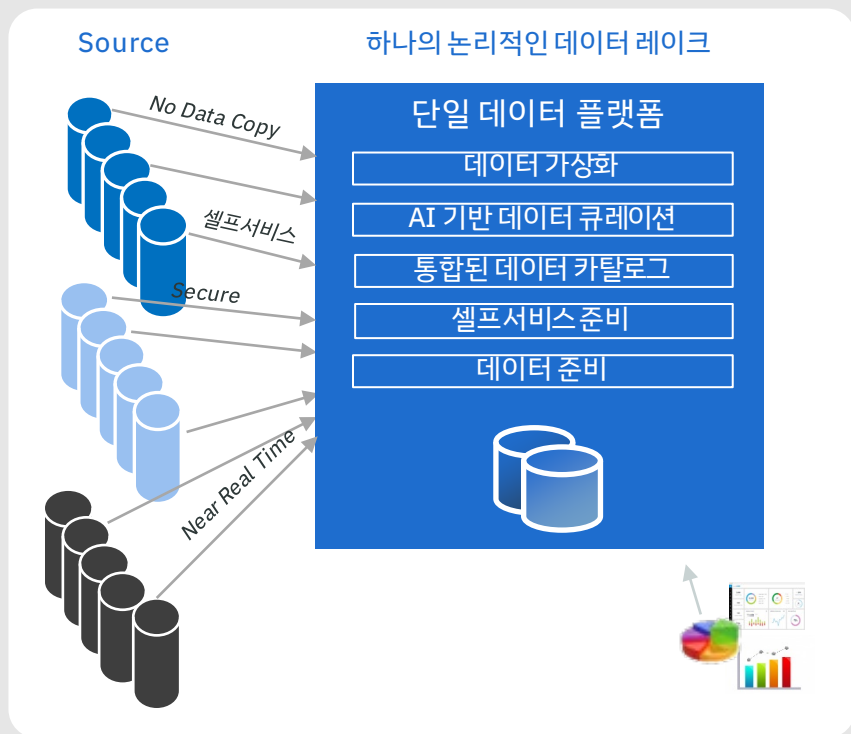 Source
하나의 논리적인 데이터 레이크
No Data Copy
셀프서비스
Secure
Near Real Time
단일 데이터 플랫폼
데이터 가상화
AI 기반 데이터 큐레이션
통합된 데이터 카탈로그
셀프서비스 준비
데이터 준비